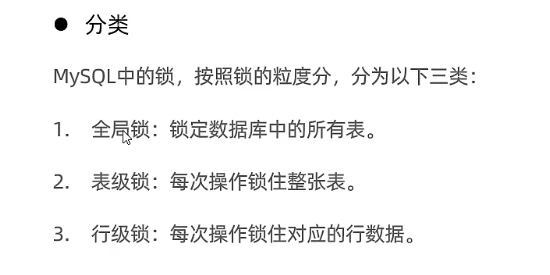 ● 分类
MySQL中的锁，按照锁的粒度分，分为以下三类：
1. 全局锁：锁定数据库中的所有表。
2. 表级锁：每次操作锁住整张表。
3. 行级锁：每次操作锁住对应的行数据。